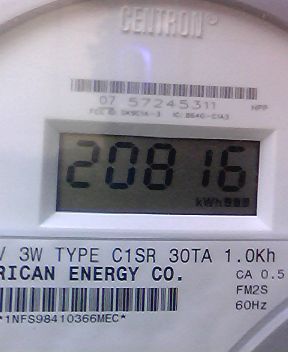 CENTRON®
07 57245311 NPP
20816
kWh
V 3W TYPE C1SR 30TA 1.0Kh
RICAN ENERGY CO.
CA 0.5
FM2S
60Hz
*1NFS98410366MEC*